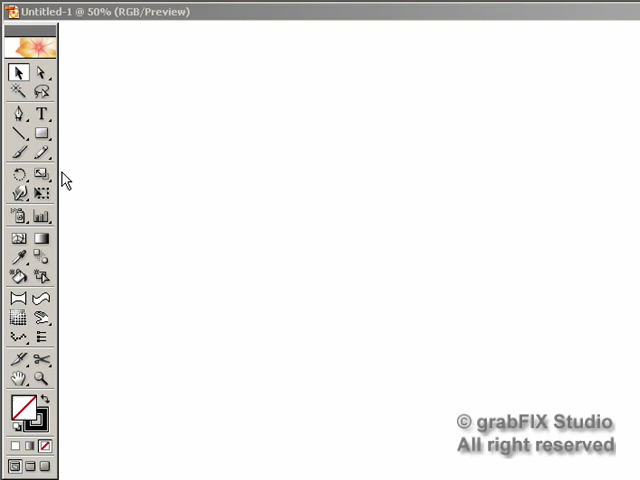 Untitled-1 @ 50% (RGB/Preview)
T
© grabFIX Studio
All right reserved